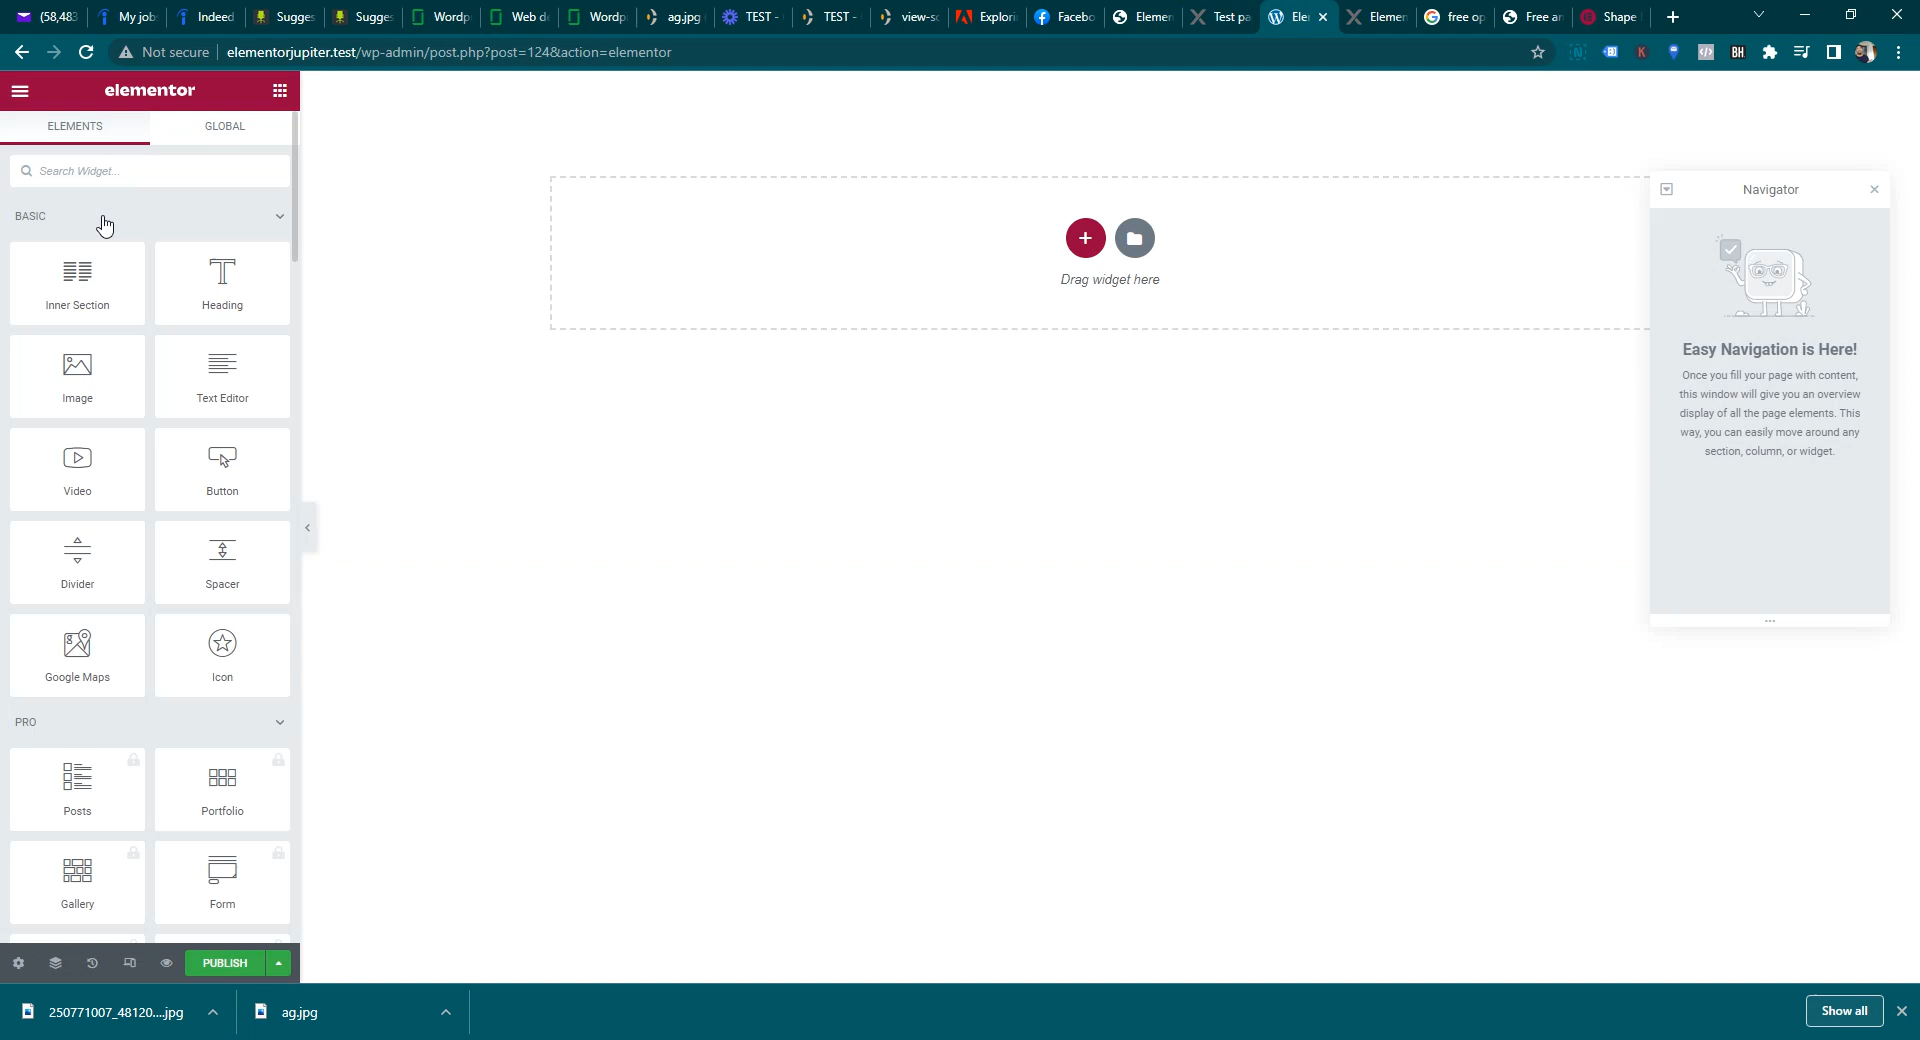 (58,483
My job
Indeed
Sugges
Sugges
Wordp
Web de
Wordp
ag.jpg
TEST -
TEST -
view-so
Explori
Facebo
Elemen
Test pa
Ele
Elemen
free op
Free an
Shape
Not secure
elementorjupiter.test/wp-admin/post.php?post=124&action=elementor
elementor
ELEMENTS
GLOBAL
Search Widget...
BASIC
Inner Section
Heading
Image
Text Editor
Video
Button
Divider
Spacer
Google Maps
Icon
PRO
Posts
Portfolio
Gallery
Form
PUBLISH
Drag widget here
Navigator
Easy Navigation is Here!
Once you fill your page with content,
this window will give you an overview
display of all the page elements. This
way, you can easily move around any
section, column, or widget.
250771007_48120....jpg
ag.jpg
Show all